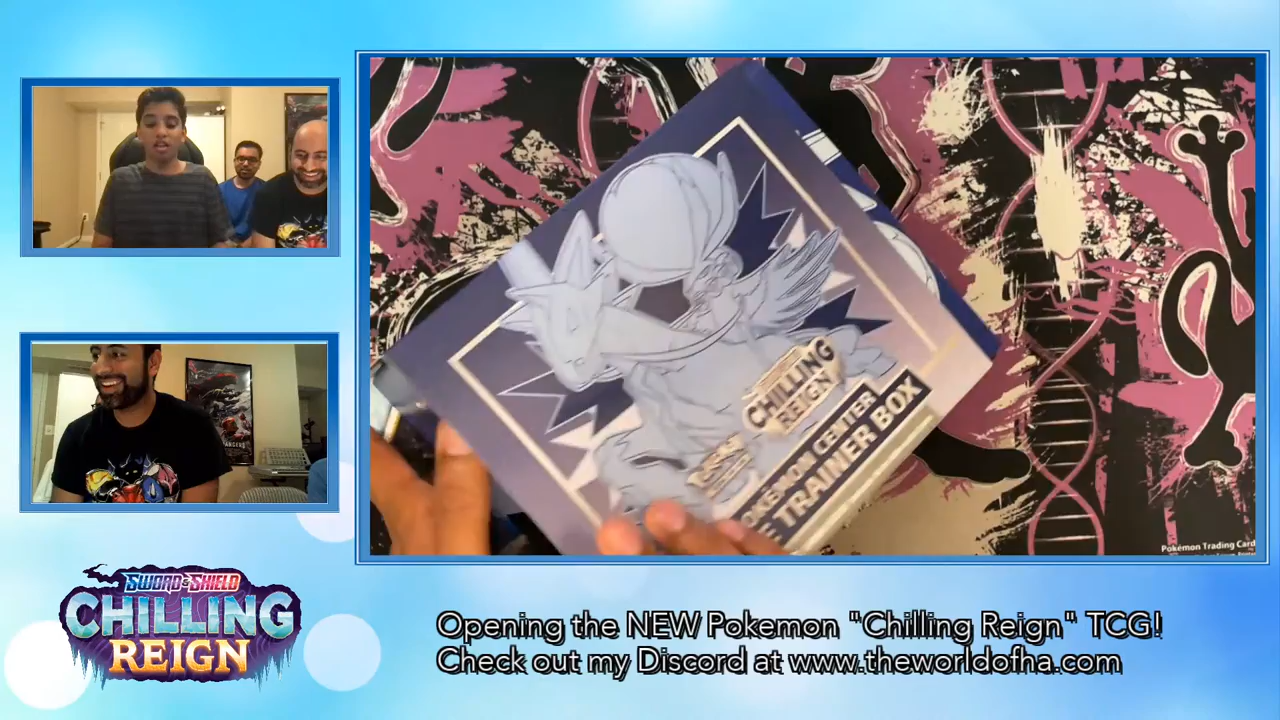 CHILLING
REIGN
POKÉMON CENTER
TRAINER BOX
Pokémon Trading Card
SWORD & SHIELD
CHILLING
REIGN
Opening the NEW Pokemon "Chilling Reign" TCG!
Check out my Discord at www.theworldofha.com